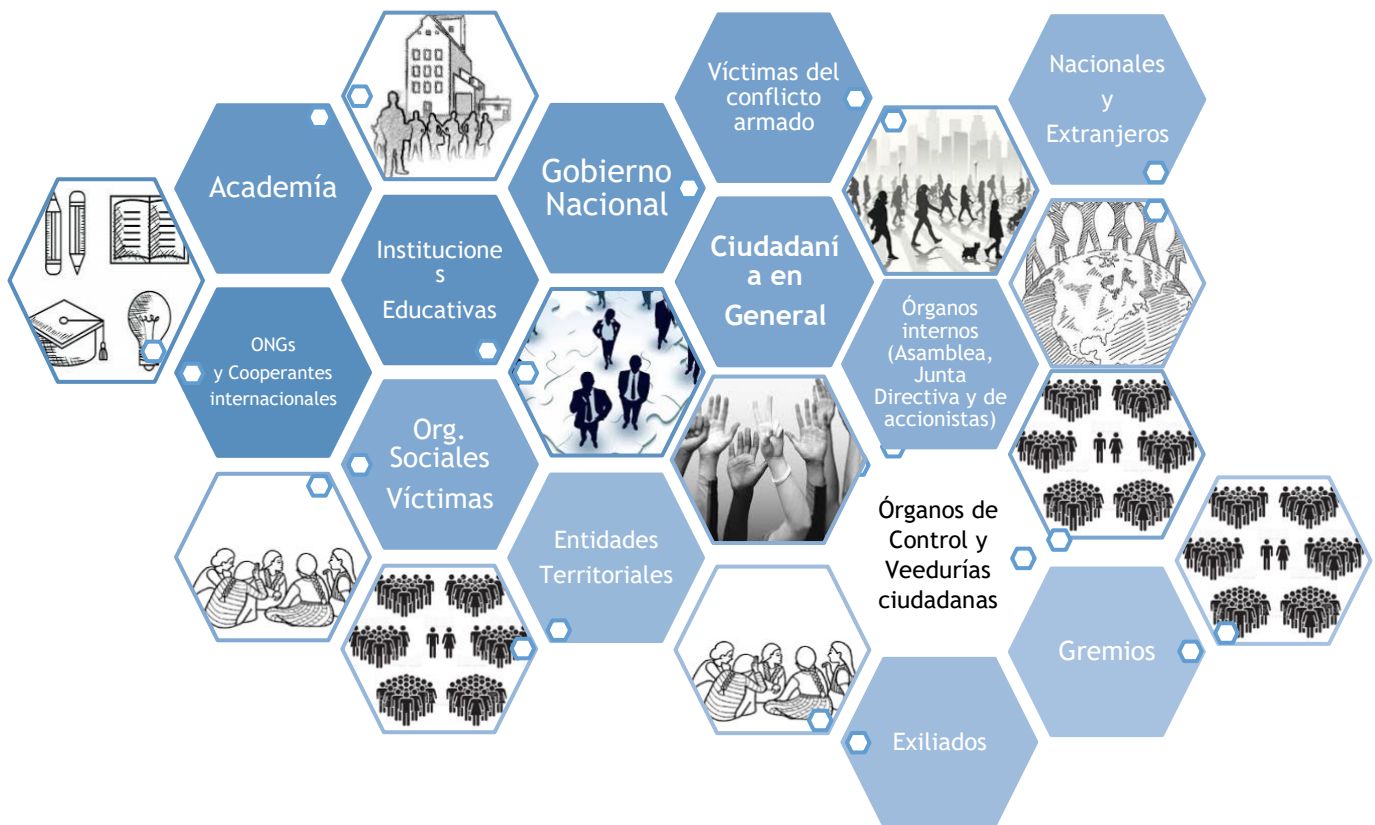 Víctimas del
conflicto
armado
Nacionales
y
Extranjeros
Academía
Gobierno
Nacional
Institucione
s
Educativas
Ciudadaní
a en
General
Órganos
internos
(Asamblea,
Junta
Directiva y de
accionistas)
ONGs
y Cooperantes
internacionales
Org.
Sociales
Víctimas
Entidades
Territoriales
Órganos de
Control y
Veedurías
ciudadanas
Gremios
Exiliados